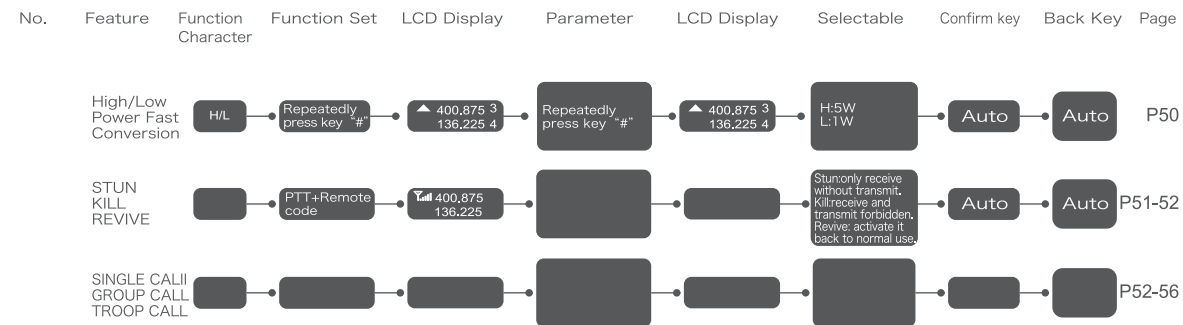 No. Feature Function Character Function Set LCD Display Parameter LCD Display Selectable Confirm key Back Key Page
High/Low
Power Fast
Conversion
H/L
Repeatedly
press key "#"
400.875 3
136.225 4
Repeatedly
press key "#"
400.875 3
136.225 4
H:5W
L:1W
Auto
Auto
P50
STUN
KILL
REVIVE
PTT+Remote
code
400.875
136.225
Stun:only receive
without transmit.
Kill:receive and
transmit forbidden.
Revive: activate it
back to normal use.
Auto
Auto
P51-52
SINGLE CALlI
GROUP CALL
TROOP CALL
P52-56